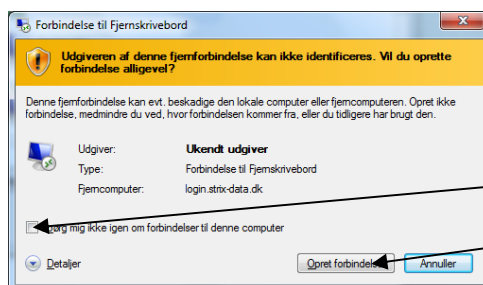 Forbindelse til Fjernskrivebord
Udgiveren af denne fjernforbindelse kan ikke identificeres. Vil du oprette
forbindelse alligevel?
Denne fjernforbindelse kan evt. beskadige den lokale computer eller fjerncomputeren. Opret ikke
forbindelse, medmindre du ved, hvor forbindelsen kommer fra, eller du tidligere har brugt den.
Udgiver: Ukendt udgiver
Type: Forbindelse til Fjernskrivebord
Fjerncomputer: login.strix-data.dk
mig ikke igen om forbindelser til denne computer
Detaljer
Opret forbindelse
Annuller